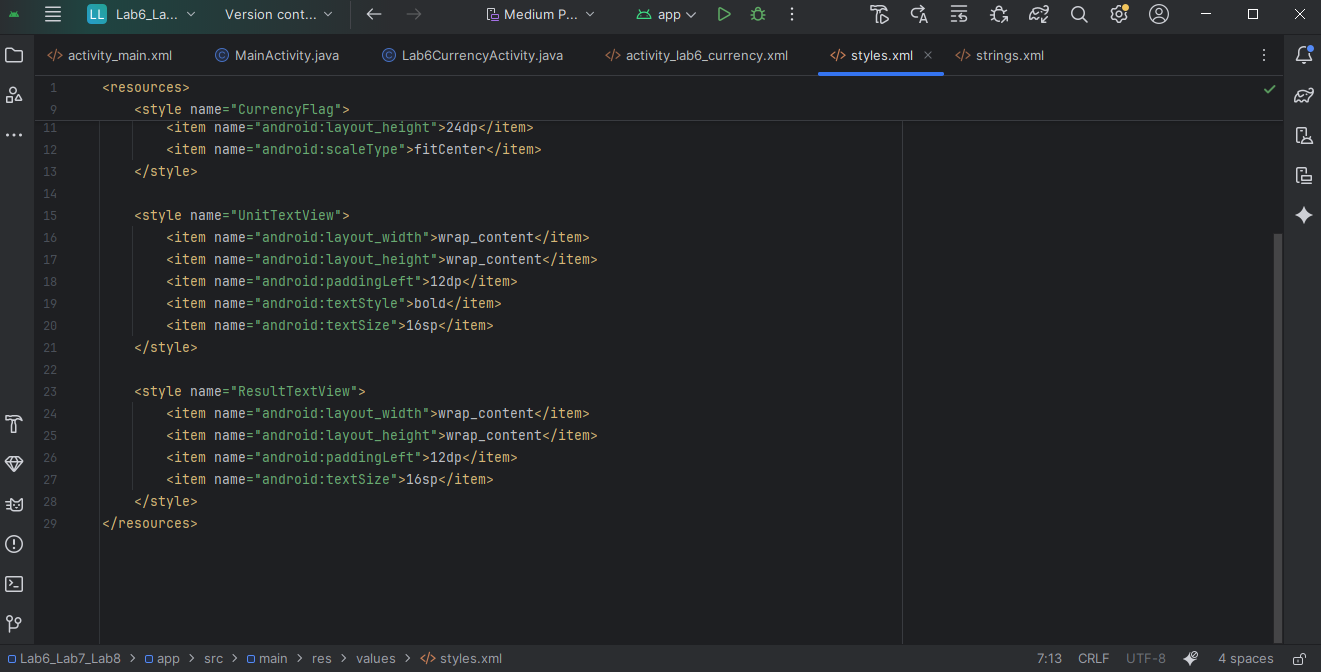 LL Lab6_La... Version cont... Medium P... app
activity_main.xml MainActivity.java Lab6CurrencyActivity.java activity_lab6_currency.xml styles.xml strings.xml
1 <resources>
9 <style name="CurrencyFlag">
11 <item name="android:layout_height">24dp</item>
12 <item name="android:scaleType">fitCenter</item>
13 </style>
14
15 <style name="UnitTextView">
16 <item name="android:layout_width">wrap_content</item>
17 <item name="android:layout_height">wrap_content</item>
18 <item name="android:paddingLeft">12dp</item>
19 <item name="android:textStyle">bold</item>
20 <item name="android:textSize">16sp</item>
21 </style>
22
23 <style name="ResultTextView">
24 <item name="android:layout_width">wrap_content</item>
25 <item name="android:layout_height">wrap_content</item>
26 <item name="android:paddingLeft">12dp</item>
27 <item name="android:textSize">16sp</item>
28 </style>
29 </resources>
Lab6_Lab7_Lab8 > app > src > main > res > values > </> styles.xml 7:13 CRLF UTF-8 4 spaces